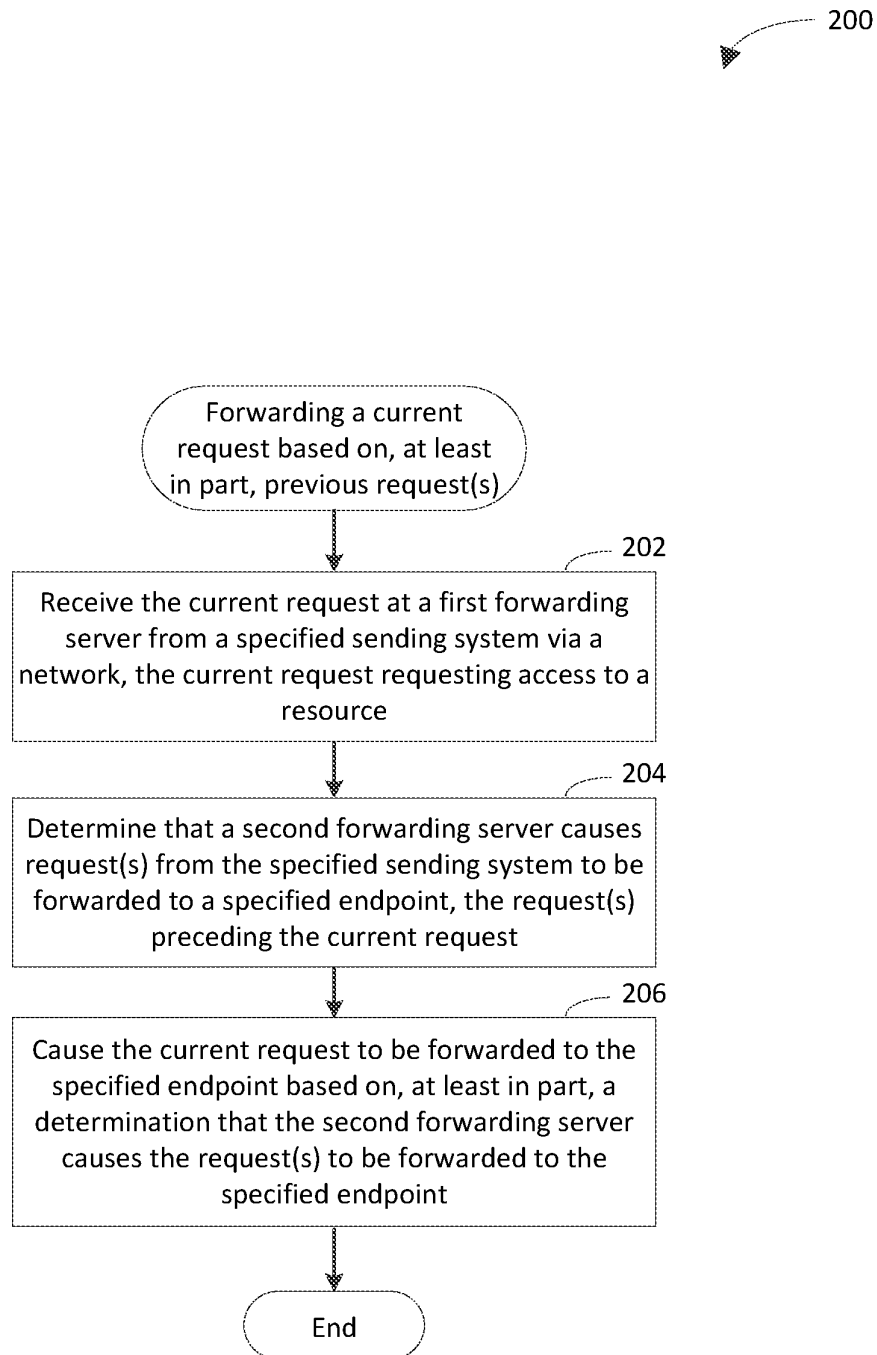 200
Forwarding a current
request based on, at least
in part, previous request(s)
202
Receive the current request at a first forwarding
server from a specified sending system via a
network, the current request requesting access to a
resource
204
Determine that a second forwarding server causes
request(s) from the specified sending system to be
forwarded to a specified endpoint, the request(s)
preceding the current request
206
Cause the current request to be forwarded to the
specified endpoint based on, at least in part, a
determination that the second forwarding server
causes the request(s) to be forwarded to the
specified endpoint
End